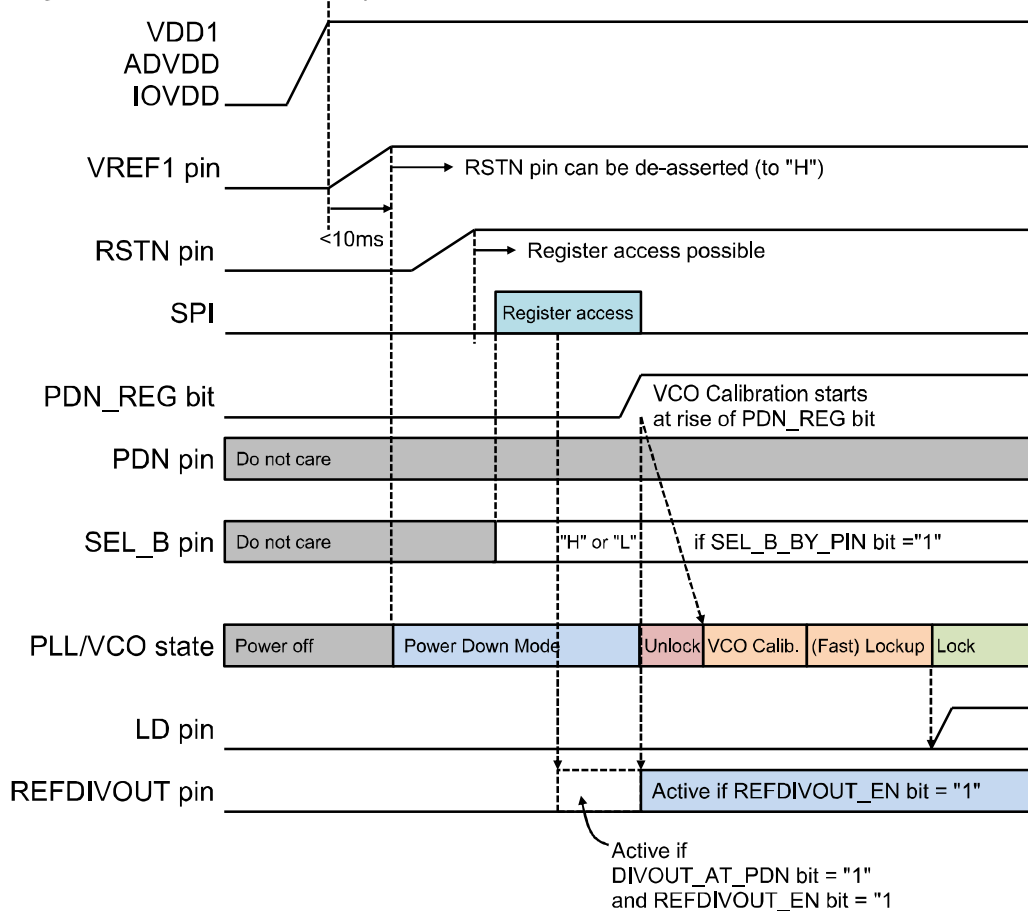 VDD1
ADVDD
IOVDD
VREF1 pin
RSTN pin can be de-asserted (to "H")
<10ms
RSTN pin
Register access possible
SPI
Register access
PDN_REG bit
VCO Calibration starts
at rise of PDN_REG bit
PDN pin
Do not care
SEL_B pin
Do not care
"H" or "L"
if SEL_B_BY_PIN bit ="1"
PLL/VCO state
Power off
Power Down Mode
Unlock
VCO Calib.
(Fast) Lockup
Lock
LD pin
REFDIVOUT pin
Active if REFDIVOUT_EN bit = "1"
Active if
DIVOUT_AT_PDN bit = "1"
and REFDIVOUT_EN bit = "1